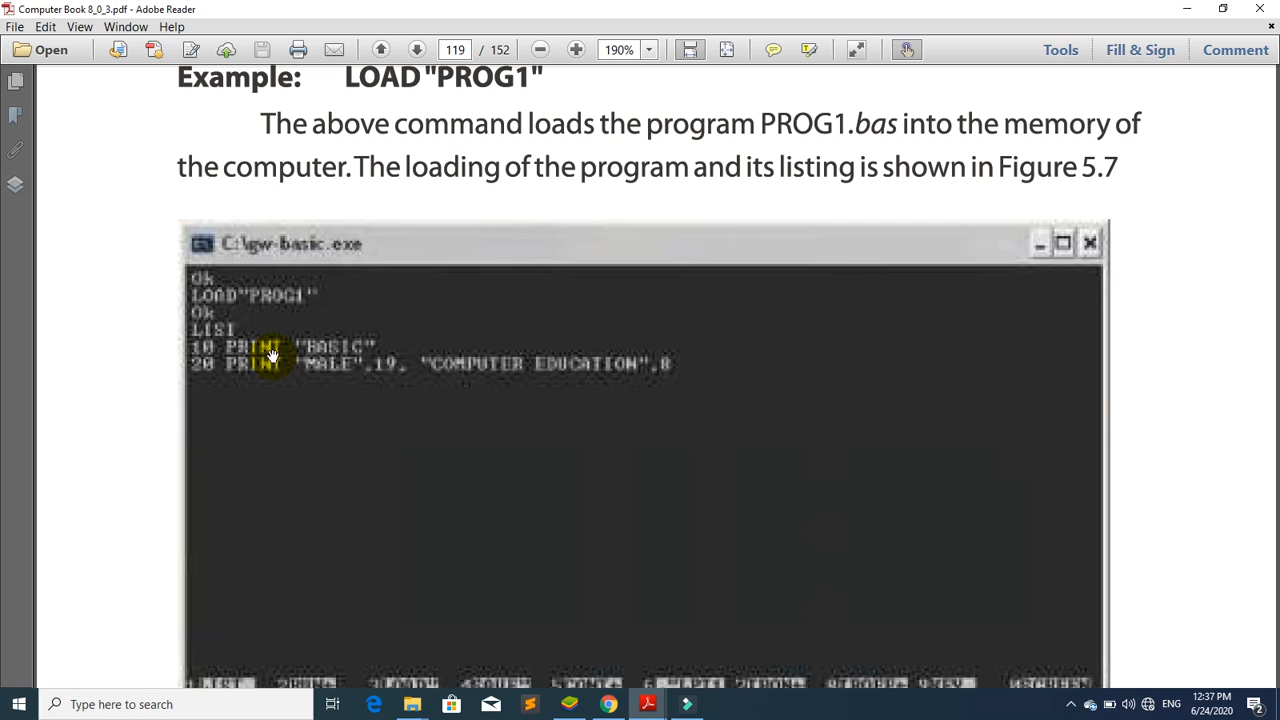 Computer Book 8_0_3.pdf - Adobe Reader
File Edit View Window Help
Open 119 / 152 190% Tools Fill & Sign Comment
Example: LOAD "PROG1"
The above command loads the program PROG1.bas into the memory of
the computer. The loading of the program and its listing is shown in Figure 5.7
C:\gw-basic.exe
Ok
LOAD"PROG1"
Ok
LIST
10 PRINT "BASIC"
20 PRINT "MALE",19, "COMPUTER EDUCATION",8
Type here to search
ENG
12:37 PM
6/24/2020
2